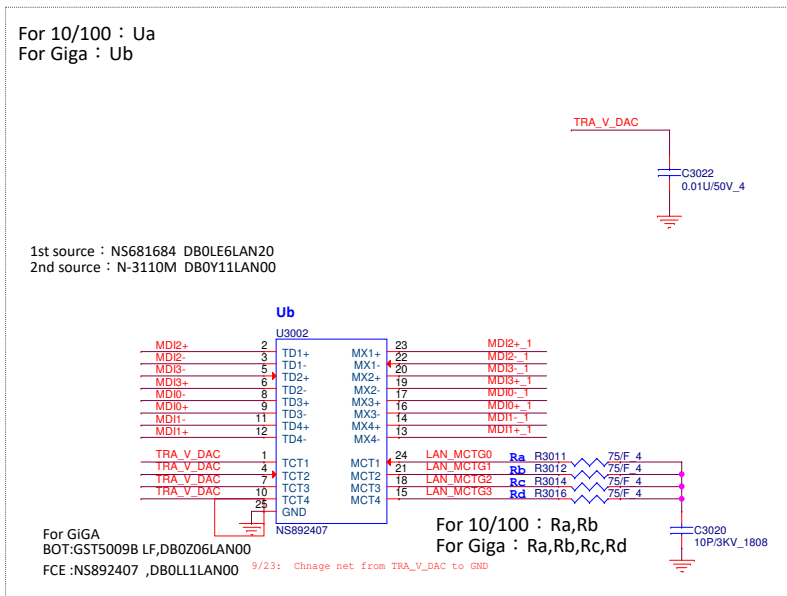 For 10/100：Ua
For Giga：Ub
TRA_V_DAC
C3022
0.01U/50V_4
1st source：NS681684 DB0LE6LAN20
2nd source：N-3110M DB0Y11LAN00
Ub
U3002
MDI2+ 2 TD1+ MX1+ 23 MDI2+_1
MDI2- 3 TD1- MX1- 22 MDI2-_1
MDI3- 5 TD2+ MX2+ 20 MDI3-_1
MDI3+ 6 TD2- MX2- 19 MDI3+_1
MDI0- 8 TD3+ MX3+ 17 MDI0-_1
MDI0+ 9 TD3- MX3- 16 MDI0+_1
MDI1- 11 TD4+ MX4+ 14 MDI1-_1
MDI1+ 12 TD4- MX4- 13 MDI1+_1
TRA_V_DAC 1 TCT1 MCT1 24 LAN_MCTG0 Ra R3011 75/F_4
TRA_V_DAC 4 TCT2 MCT2 21 LAN_MCTG1 Rb R3012 75/F_4
TRA_V_DAC 7 TCT3 MCT3 18 LAN_MCTG2 Rc R3014 75/F_4
TRA_V_DAC 10 TCT4 MCT4 15 LAN_MCTG3 Rd R3016 75/F_4
25 GND
NS892407
For 10/100：Ra,Rb
For Giga：Ra,Rb,Rc,Rd
C3020
10P/3KV_1808
For GiGA
BOT:GST5009B LF,DB0Z06LAN00
FCE :NS892407 ,DB0LL1LAN00
9/23: Chnage net from TRA_V_DAC to GND